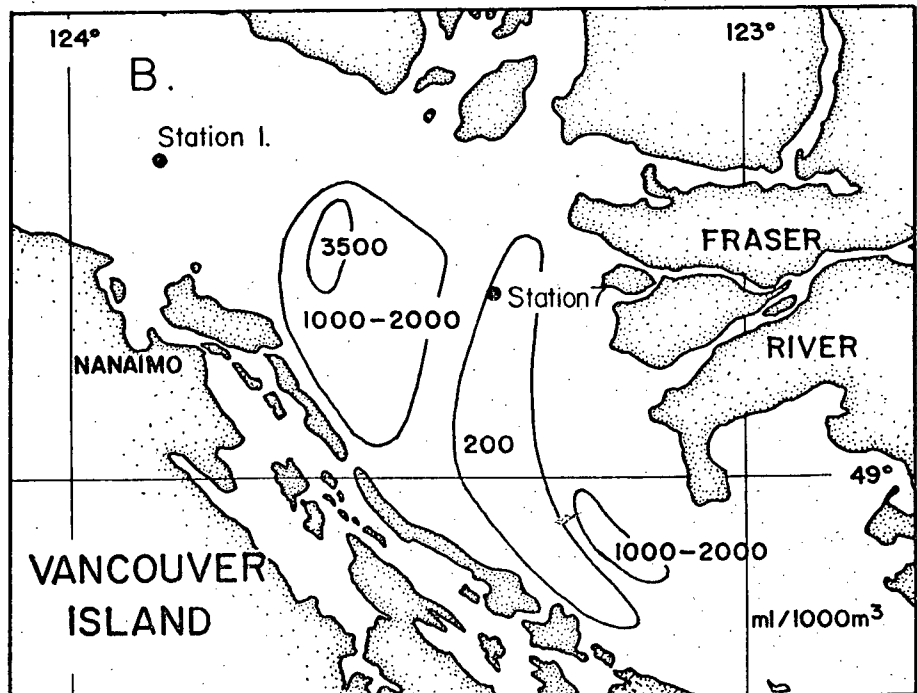 124°
123°
B.
Station 1.
3500
FRASER
Station 7
1000-2000
RIVER
NANAIMO
200
49°
1000-2000
VANCOUVER
ISLAND
ml/1000m³